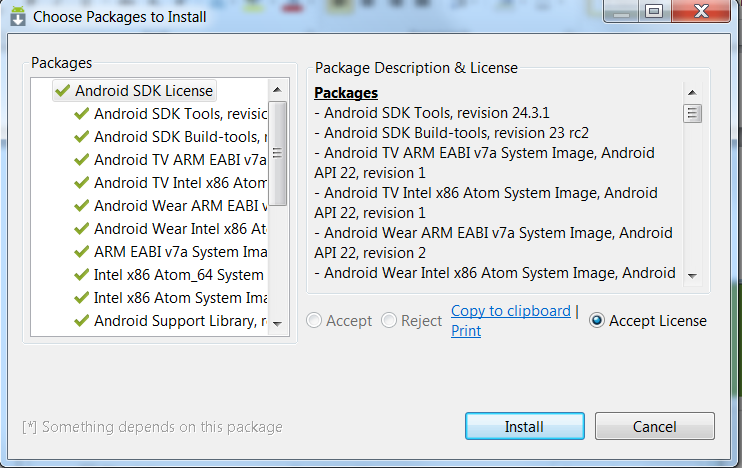 Choose Packages to Install
Packages
Android SDK License
Android SDK Tools, revisio
Android SDK Build-tools, r
Android TV ARM EABI v7a
Android TV Intel x86 Atom
Android Wear ARM EABI v
Android Wear Intel x86 At
ARM EABI v7a System Ima
Intel x86 Atom_64 System
Intel x86 Atom System Ima
Android Support Library, r
Package Description & License
Packages
- Android SDK Tools, revision 24.3.1
- Android SDK Build-tools, revision 23 rc2
- Android TV ARM EABI v7a System Image, Android
API 22, revision 1
- Android TV Intel x86 Atom System Image, Android
API 22, revision 1
- Android Wear ARM EABI v7a System Image, Android
API 22, revision 2
- Android Wear Intel x86 Atom System Image, Android
Accept
Reject
Copy to clipboard |
Print
Accept License
[*] Something depends on this package
Install
Cancel